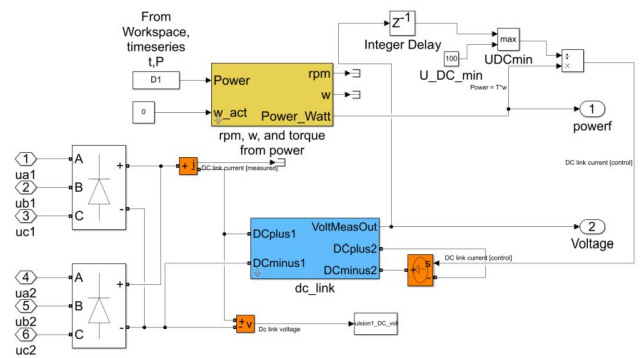 From
Workspace,
timeseries
t,P
D1
Power
rpm
w
0
w_act
Power_Watt
rpm, w, and torque
from power
-1
Z
Integer Delay
max
UDCmin
100
U_DC_min
÷
×
Power = T*w
1
powerf
DC link current [control]
1
ua1
2
ub1
3
uc1
A
B
C
+
-
+ i
-
DC link current [measured]
DCplus1
DCminus1
VoltMeasOut
DCplus2
DCminus2
dc_link
2
Voltage
DC link current [control]
+
s
-
4
ua2
5
ub2
6
uc2
A
B
C
+
-
+
-
v
Dc link voltage
ulsion1_DC_vol